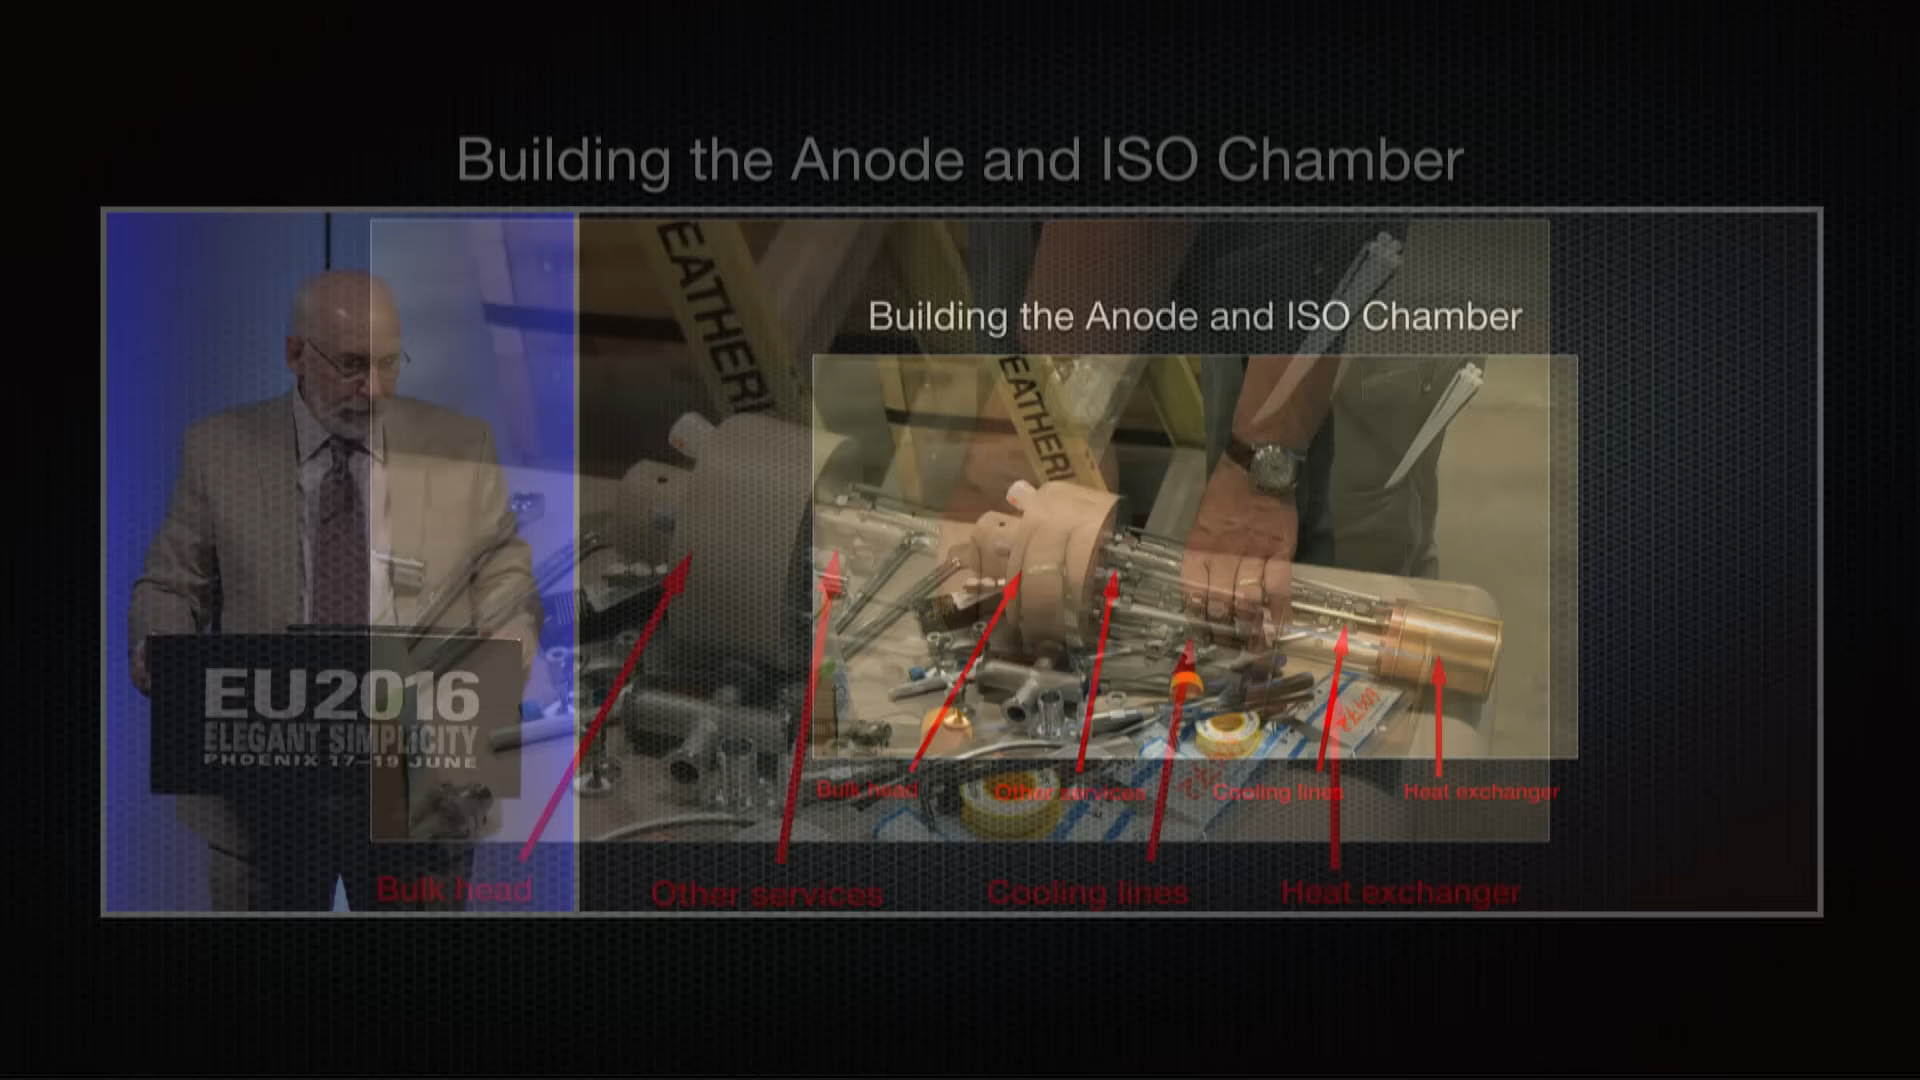 Building the Anode and ISO Chamber
EATHERI
Building the Anode and ISO Chamber
EATHERI
EU2016
ELEGANT SIMPLICITY
PHOENIX 17–19 JUNE
Bulk head
Other services
Cooling lines
Heat exchanger
Bulk head
Other services
Cooling lines
Heat exchanger